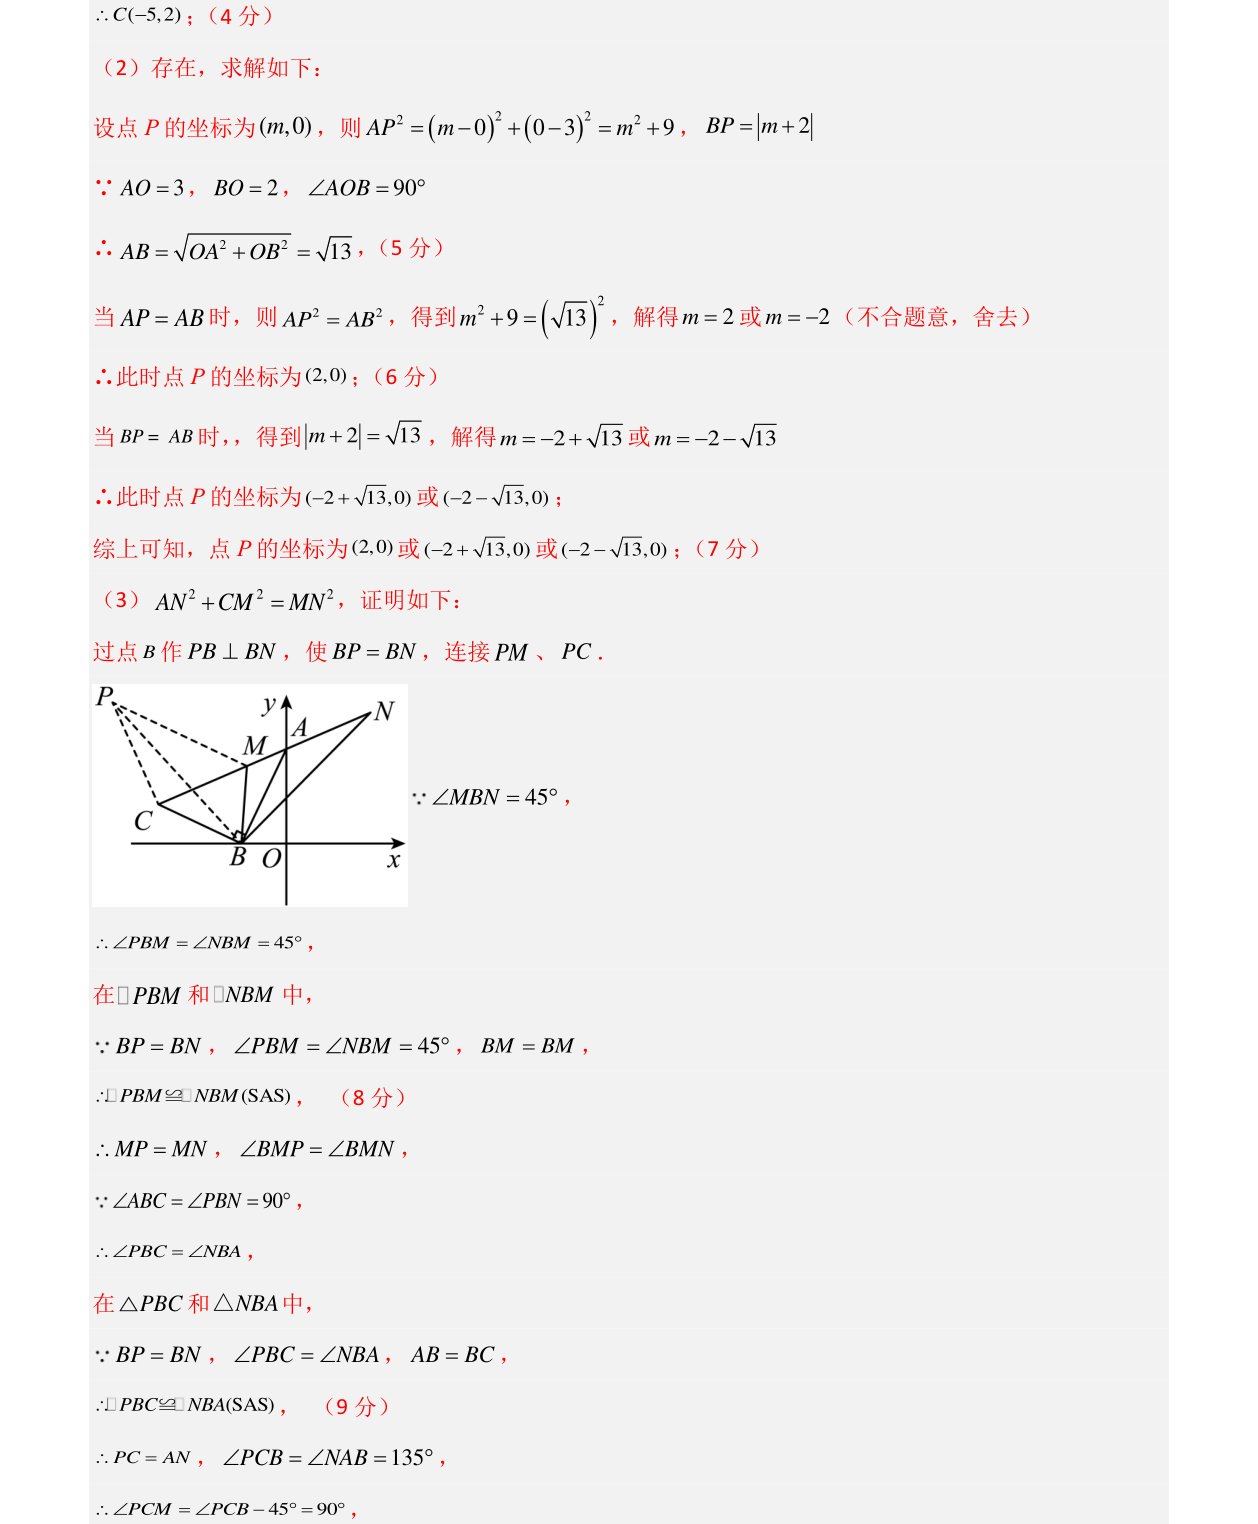 ∴C(−5,2)；（4 分）
（2）存在，求解如下：
设点 P 的坐标为(m,0)，则 AP²=(m−0)²+(0−3)²=m²+9，BP=|m+2|
∵ AO=3，BO=2，∠AOB=90°
∴ AB=√(OA²+OB²)=√13，（5 分）
当 AP=AB 时，则 AP²=AB²，得到 m²+9=(√13)²，解得 m=2 或 m=−2（不合题意，舍去）
∴此时点 P 的坐标为(2,0)；（6 分）
当 BP= AB 时,，得到|m+2|=√13，解得 m=−2+√13 或 m=−2−√13
∴此时点 P 的坐标为(−2+√13,0)或(−2−√13,0)；
综上可知，点 P 的坐标为(2,0)或(−2+√13,0)或(−2−√13,0)；（7 分）
（3）AN²+CM²=MN²，证明如下：
过点 B 作 PB⊥BN，使 BP=BN，连接 PM、PC．
P
y
A
N
M
C
B
O
x
∵∠MBN=45°，
∴∠PBM=∠NBM=45°，
在□PBM 和□NBM 中，
∵BP=BN，∠PBM=∠NBM=45°，BM=BM，
∴□PBM≌□NBM(SAS)， （8 分）
∴MP=MN，∠BMP=∠BMN，
∵∠ABC=∠PBN=90°，
∴∠PBC=∠NBA，
在△PBC 和△NBA 中，
∵BP=BN，∠PBC=∠NBA，AB=BC，
∴□PBC≌□NBA(SAS)， （9 分）
∴PC=AN，∠PCB=∠NAB=135°，
∴∠PCM=∠PCB−45°=90°，